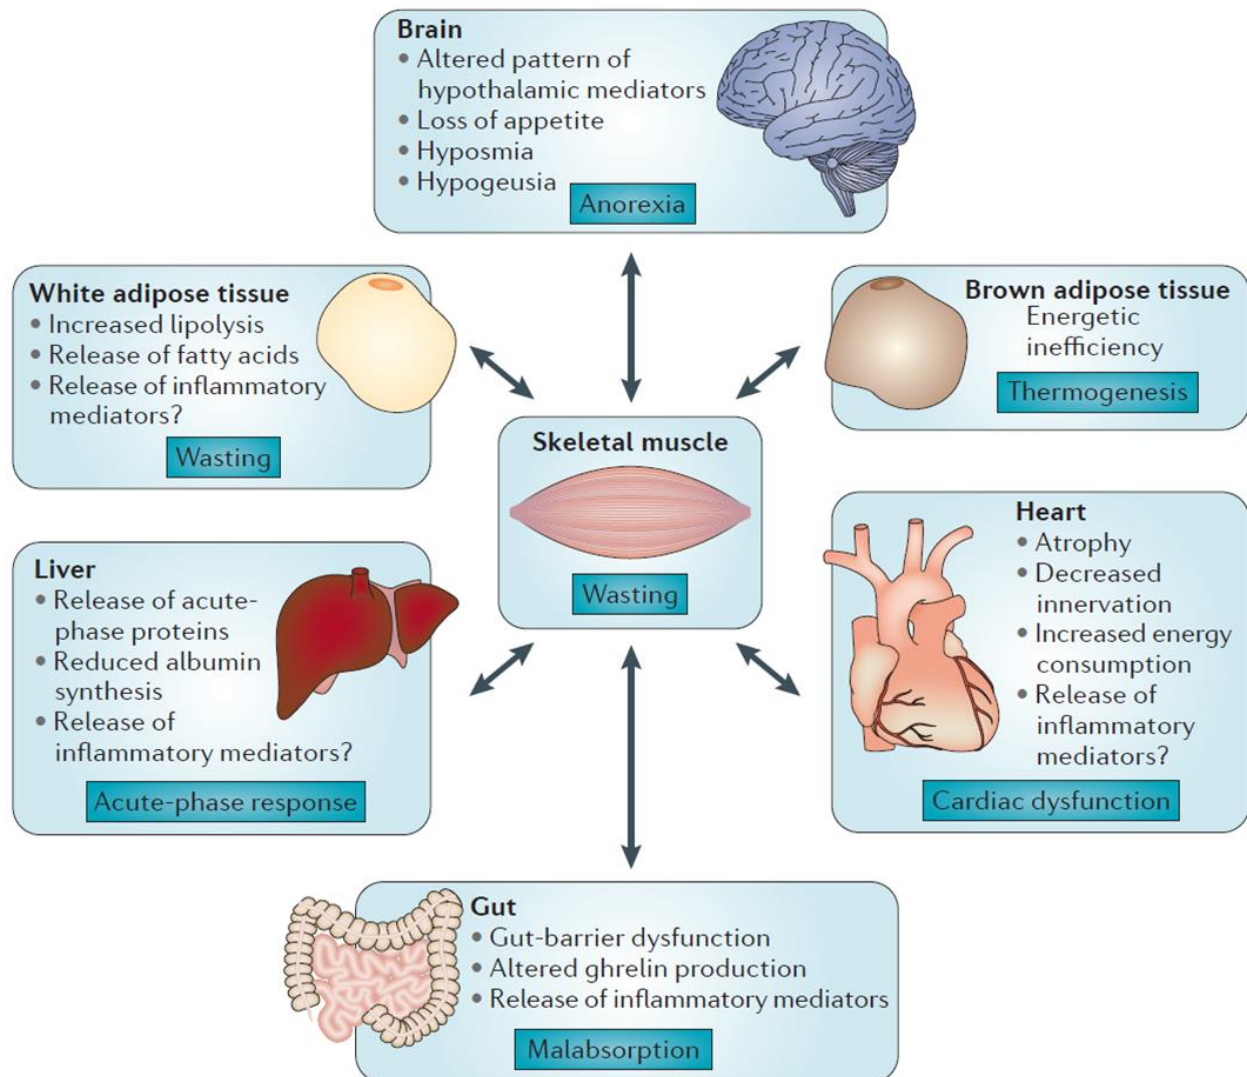 Brain
• Altered pattern of
hypothalamic mediators
• Loss of appetite
• Hyposmia
• Hypogeusia
Anorexia
White adipose tissue
• Increased lipolysis
• Release of fatty acids
• Release of inflammatory
mediators?
Wasting
Brown adipose tissue
Energetic
inefficiency
Thermogenesis
Skeletal muscle
Wasting
Liver
• Release of acute-
phase proteins
• Reduced albumin
synthesis
• Release of
inflammatory mediators?
Acute-phase response
Heart
• Atrophy
• Decreased
innervation
• Increased energy
consumption
• Release of
inflammatory
mediators?
Cardiac dysfunction
Gut
• Gut-barrier dysfunction
• Altered ghrelin production
• Release of inflammatory mediators
Malabsorption